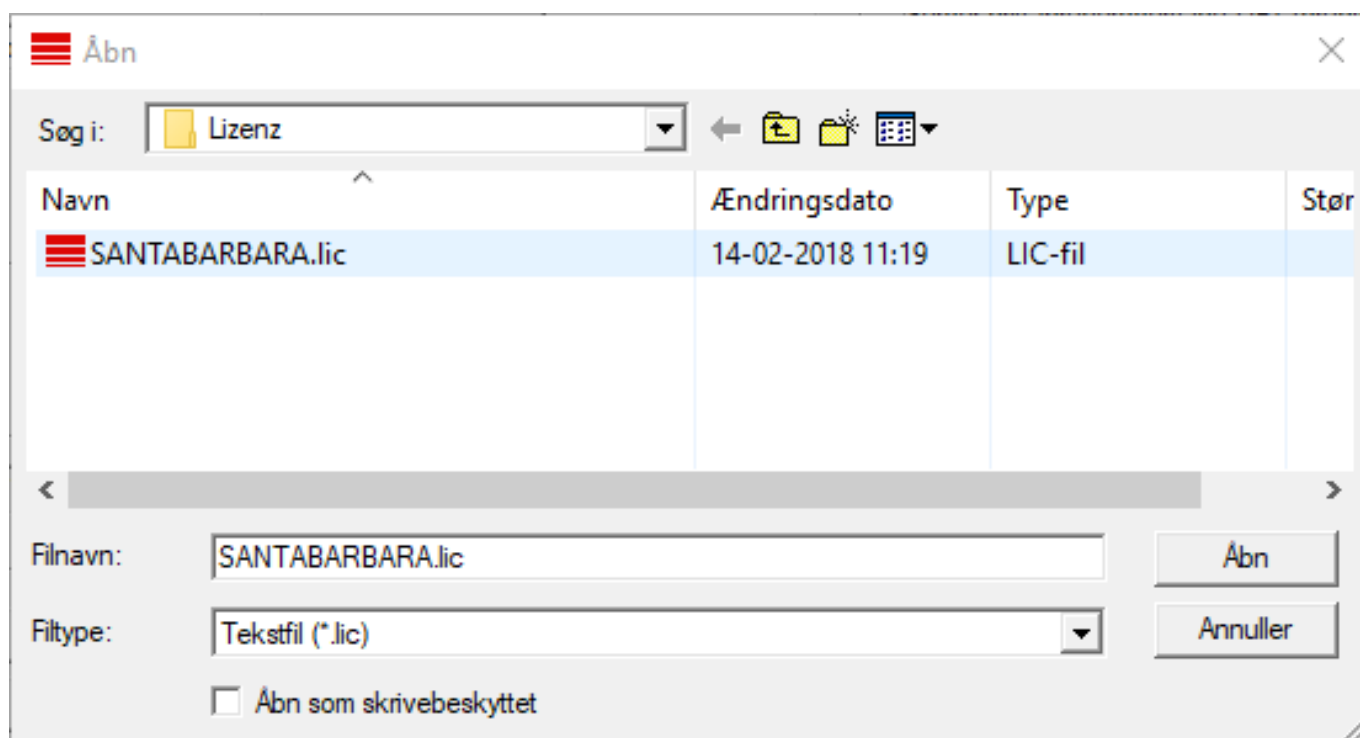 Åbn
Søg i: Lizenz
Navn Ændringsdato Type Stør
SANTABARBARA.lic 14-02-2018 11:19 LIC-fil
Filnavn: SANTABARBARA.lic Åbn
Filtype: Tekstfil (*.lic) Annuller
Åbn som skrivebeskyttet